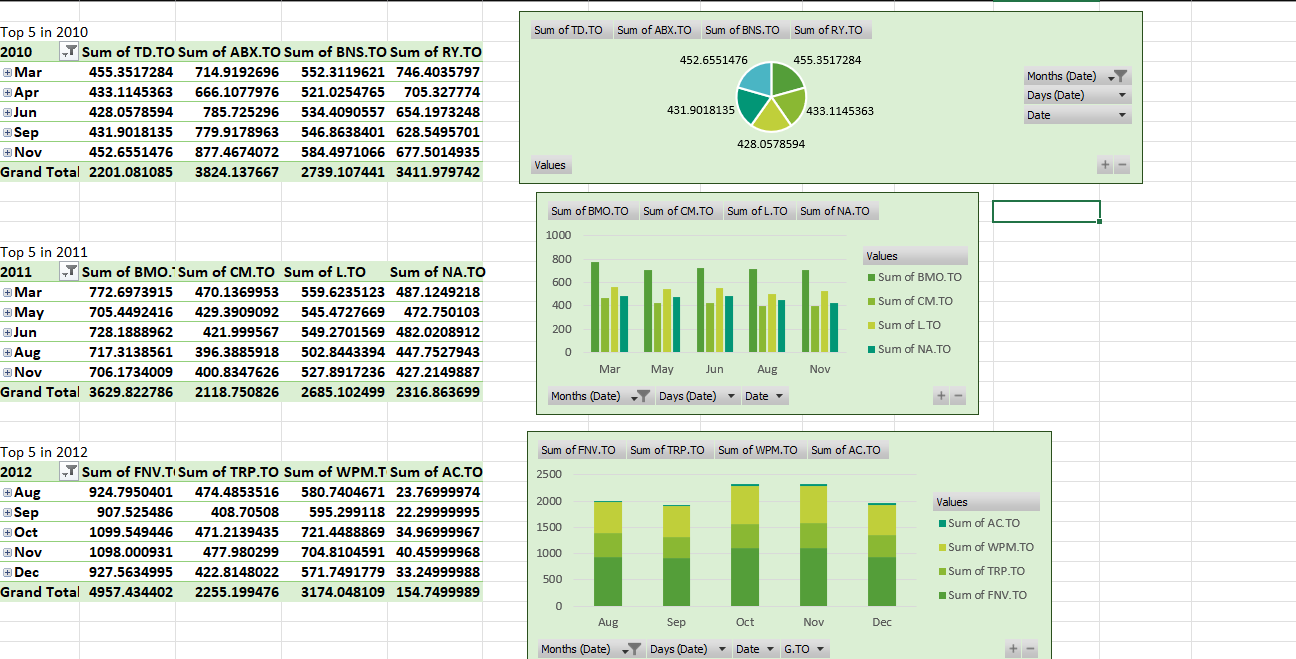 Top 5 in 2010
2010 Sum of TD.TO Sum of ABX.TO Sum of BNS.TO Sum of RY.TO
Mar 455.3517284 714.9192696 552.3119621 746.4035797
Apr 433.1145363 666.1077976 521.0254765 705.327774
Jun 428.0578594 785.725296 534.4090557 654.1973248
Sep 431.9018135 779.9178963 546.8638401 628.5495701
Nov 452.6551476 877.4674072 584.4971066 677.5014935
Grand Total 2201.081085 3824.137667 2739.107441 3411.979742
Sum of TD.TO Sum of ABX.TO Sum of BNS.TO Sum of RY.TO
452.6551476 455.3517284
431.9018135 433.1145363
428.0578594
Values
Months (Date)
Days (Date)
Date
Top 5 in 2011
2011 Sum of BMO.T Sum of CM.TO Sum of L.TO Sum of NA.TO
Mar 772.6973915 470.1369953 559.6235123 487.1249218
May 705.4492416 429.3909092 545.4727669 472.750103
Jun 728.1888962 421.999567 549.2701569 482.0208912
Aug 717.3138561 396.3885918 502.8443394 447.7527943
Nov 706.1734009 400.8347626 527.8917236 427.2149887
Grand Total 3629.822786 2118.750826 2685.102499 2316.863699
Sum of BMO.TO Sum of CM.TO Sum of L.TO Sum of NA.TO
1000
800
600
400
200
0
Mar May Jun Aug Nov
Values
Sum of BMO.TO
Sum of CM.TO
Sum of L.TO
Sum of NA.TO
Months (Date) Days (Date) Date
Top 5 in 2012
2012 Sum of FNV.T Sum of TRP.TO Sum of WPM.T Sum of AC.TO
Aug 924.7950401 474.4853516 580.7404671 23.76999974
Sep 907.525486 408.70508 595.299118 22.29999995
Oct 1099.549446 471.2139435 721.4488869 34.96999967
Nov 1098.000931 477.980299 704.8104591 40.45999968
Dec 927.5634995 422.8148022 571.7491779 33.24999988
Grand Total 4957.434402 2255.199476 3174.048109 154.7499989
Sum of FNV.TO Sum of TRP.TO Sum of WPM.TO Sum of AC.TO
2500
2000
1500
1000
500
0
Aug Sep Oct Nov Dec
Values
Sum of AC.TO
Sum of WPM.TO
Sum of TRP.TO
Sum of FNV.TO
Months (Date) Days (Date) Date G.TO